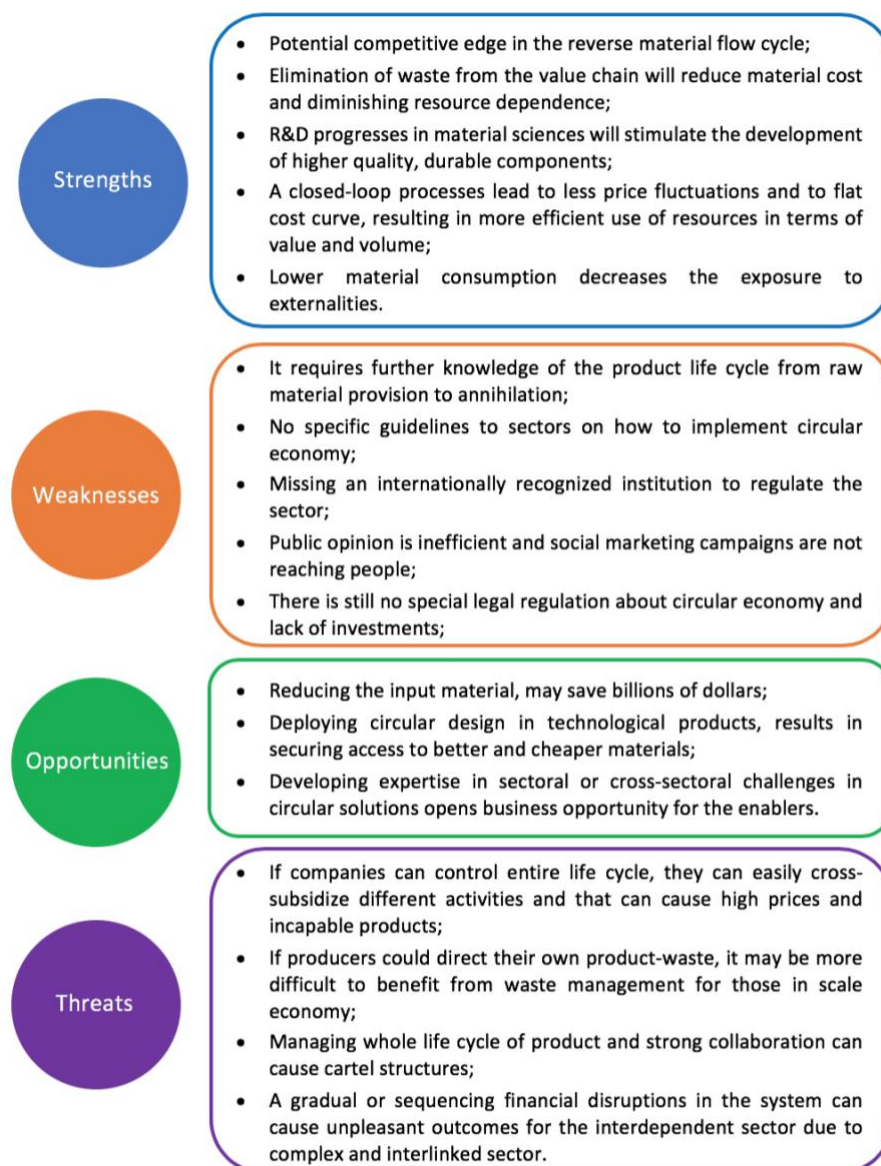 Strengths
• Potential competitive edge in the reverse material flow cycle;
• Elimination of waste from the value chain will reduce material cost
and diminishing resource dependence;
• R&D progresses in material sciences will stimulate the development
of higher quality, durable components;
• A closed-loop processes lead to less price fluctuations and to flat
cost curve, resulting in more efficient use of resources in terms of
value and volume;
• Lower material consumption decreases the exposure to
externalities.
Weaknesses
• It requires further knowledge of the product life cycle from raw
material provision to annihilation;
• No specific guidelines to sectors on how to implement circular
economy;
• Missing an internationally recognized institution to regulate the
sector;
• Public opinion is inefficient and social marketing campaigns are not
reaching people;
• There is still no special legal regulation about circular economy and
lack of investments;
Opportunities
• Reducing the input material, may save billions of dollars;
• Deploying circular design in technological products, results in
securing access to better and cheaper materials;
• Developing expertise in sectoral or cross-sectoral challenges in
circular solutions opens business opportunity for the enablers.
Threats
• If companies can control entire life cycle, they can easily cross-
subsidize different activities and that can cause high prices and
incapable products;
• If producers could direct their own product-waste, it may be more
difficult to benefit from waste management for those in scale
economy;
• Managing whole life cycle of product and strong collaboration can
cause cartel structures;
• A gradual or sequencing financial disruptions in the system can
cause unpleasant outcomes for the interdependent sector due to
complex and interlinked sector.